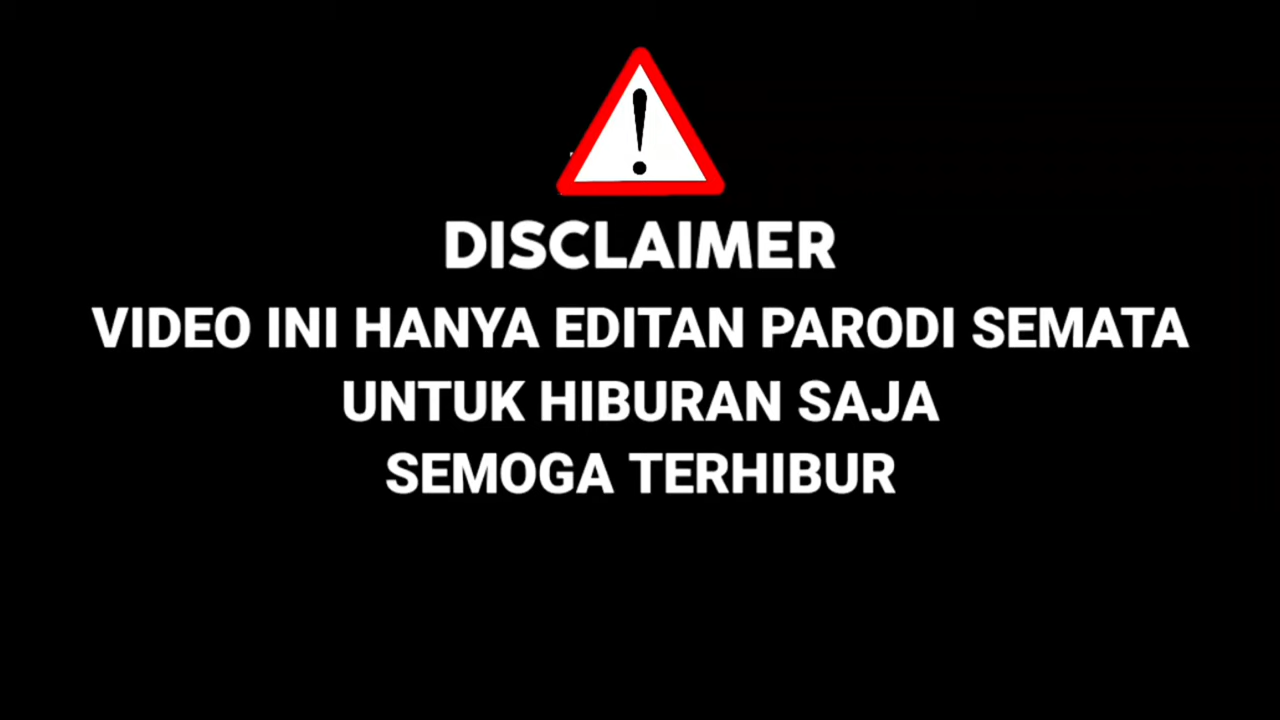 DISCLAIMER
VIDEO INI HANYA EDITAN PARODI SEMATA
UNTUK HIBURAN SAJA
SEMOGA TERHIBUR